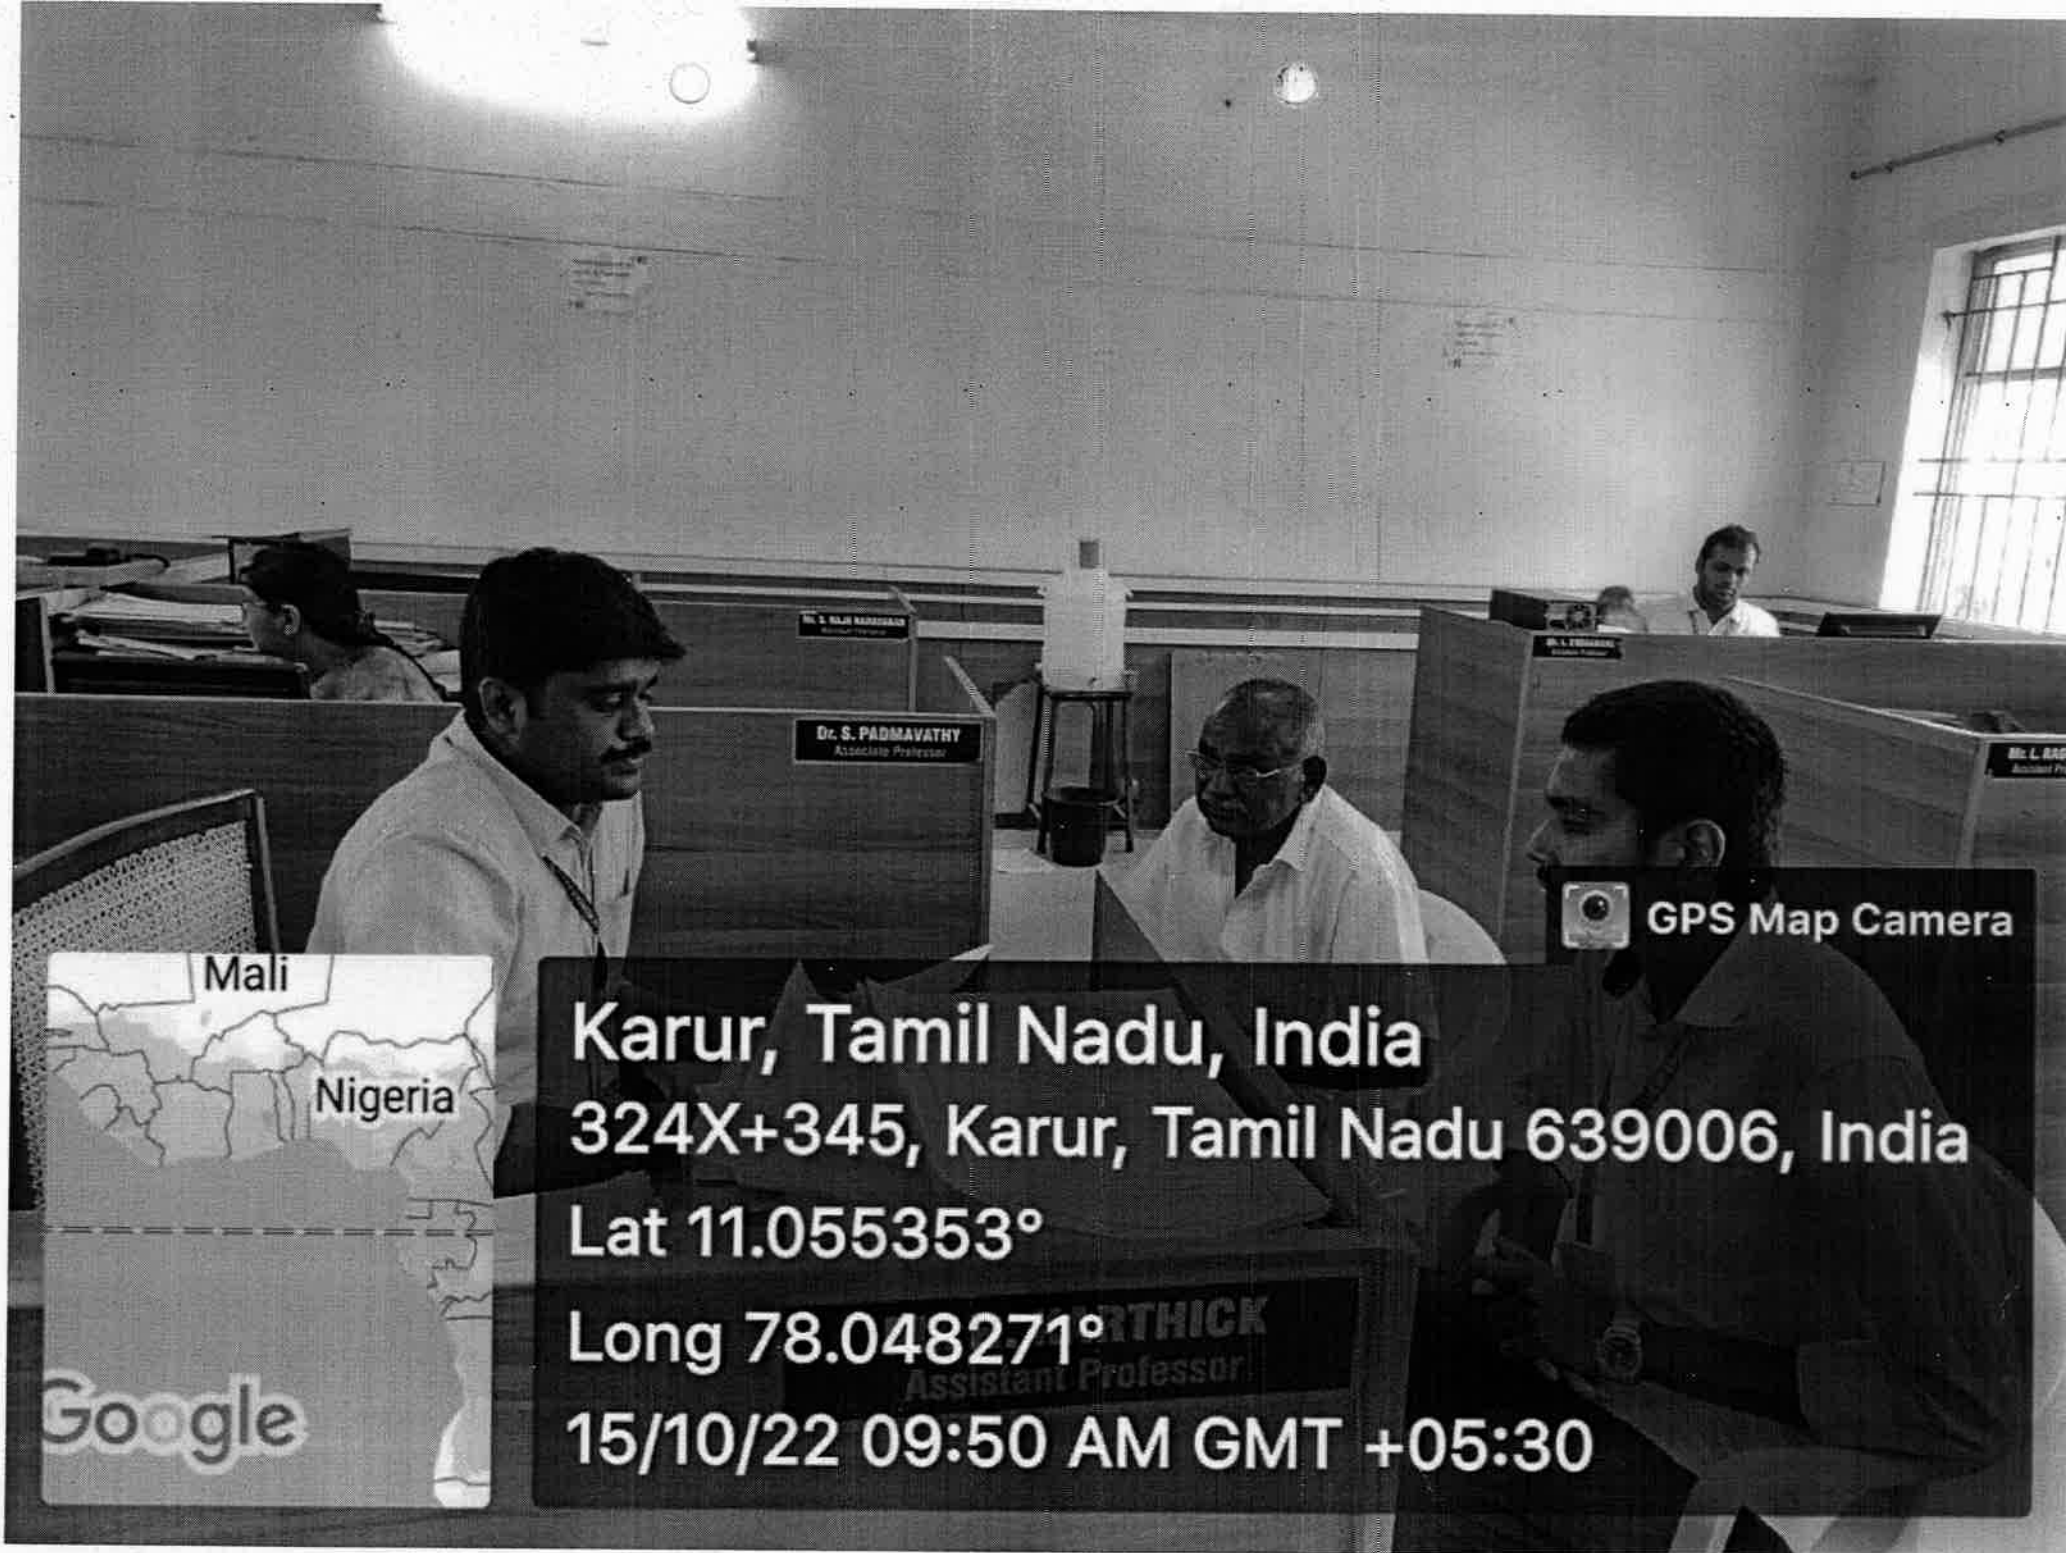 Dr. S. PADMAVATHY
Associate Professor
GPS Map Camera
Mali
Nigeria
Google
Karur, Tamil Nadu, India
324X+345, Karur, Tamil Nadu 639006, India
Lat 11.055353°
Long 78.048271°
Assistant Professor
15/10/22 09:50 AM GMT +05:30